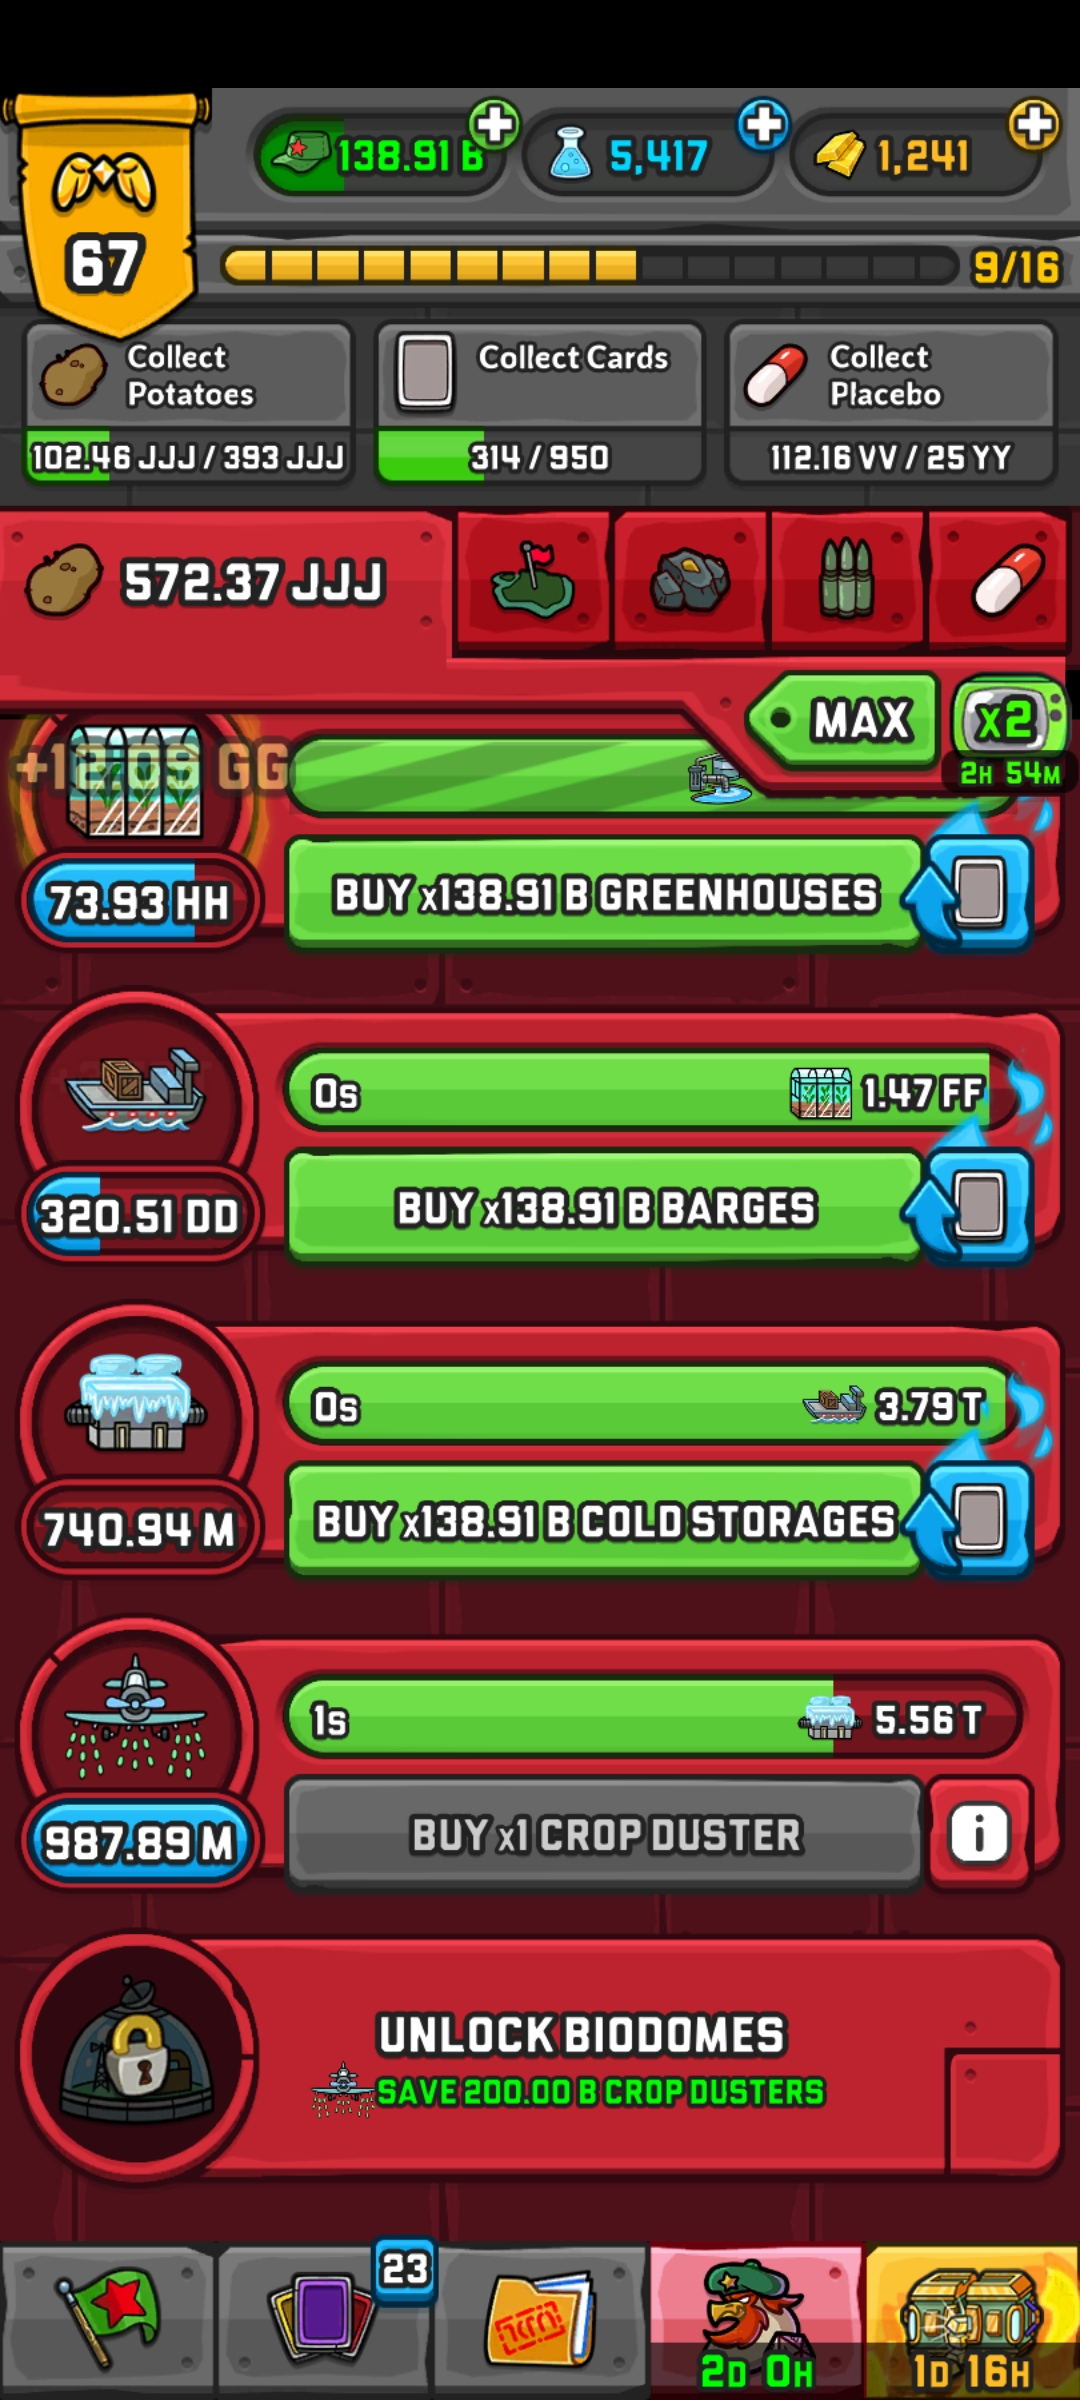 67
138.91 B
5,417
1,241
9/16
Collect Potatoes
102.46 JJJ / 393 JJJ
Collect Cards
314 / 950
Collect Placebo
112.16 VV / 25 YY
572.37 JJJ
MAX
x2
2H 54M
+12.09 GG
73.93 HH
BUY x138.91 B GREENHOUSES
0s
1.47 FF
320.51 DD
BUY x138.91 B BARGES
0s
3.79 T
740.94 M
BUY x138.91 B COLD STORAGES
1s
5.56 T
987.89 M
BUY x1 CROP DUSTER
i
UNLOCK BIODOMES
SAVE 200.00 B CROP DUSTERS
23
2D 0H
1D 16H